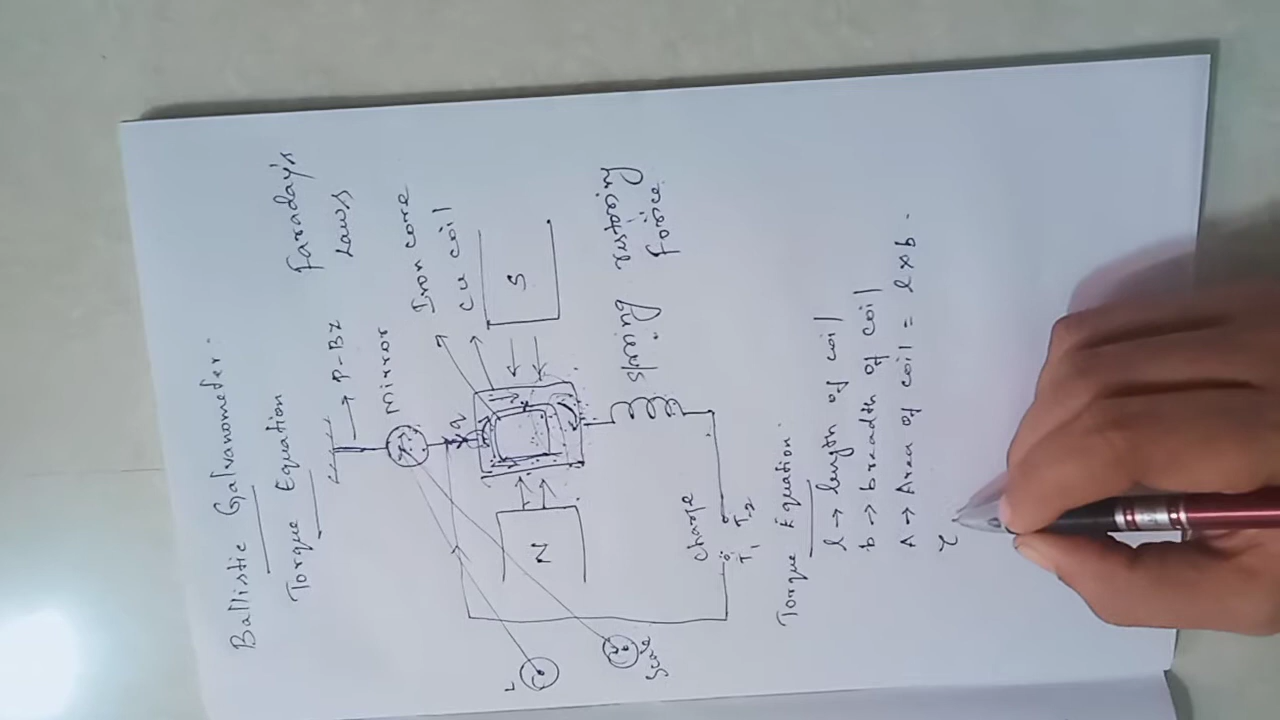 Ballistic Galvanometer.
Torque Equation
Faraday's
Laws
P-BZ
Mirror
Iron core
cu coil
N
S
spring restoring
force
L
Scale
Charge
T1 T2
Torque Equation.
l → length of coil
b → breadth of coil
A → Area of coil = l x b.
τ